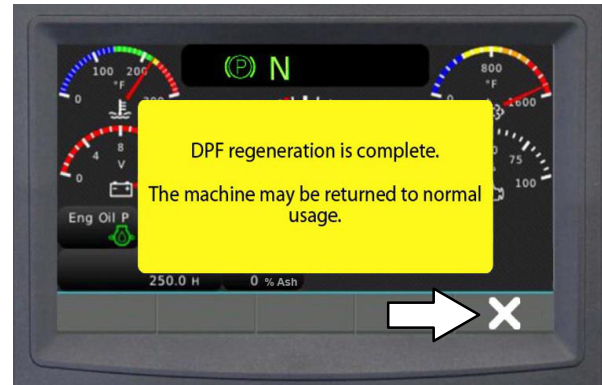 (P) N
100 200
°F
0
300
800
°F
0
1600
DPF regeneration is complete.
The machine may be returned to normal
usage.
4 8
V
0
75
100
Eng Oil P
250.0 H 0 % Ash